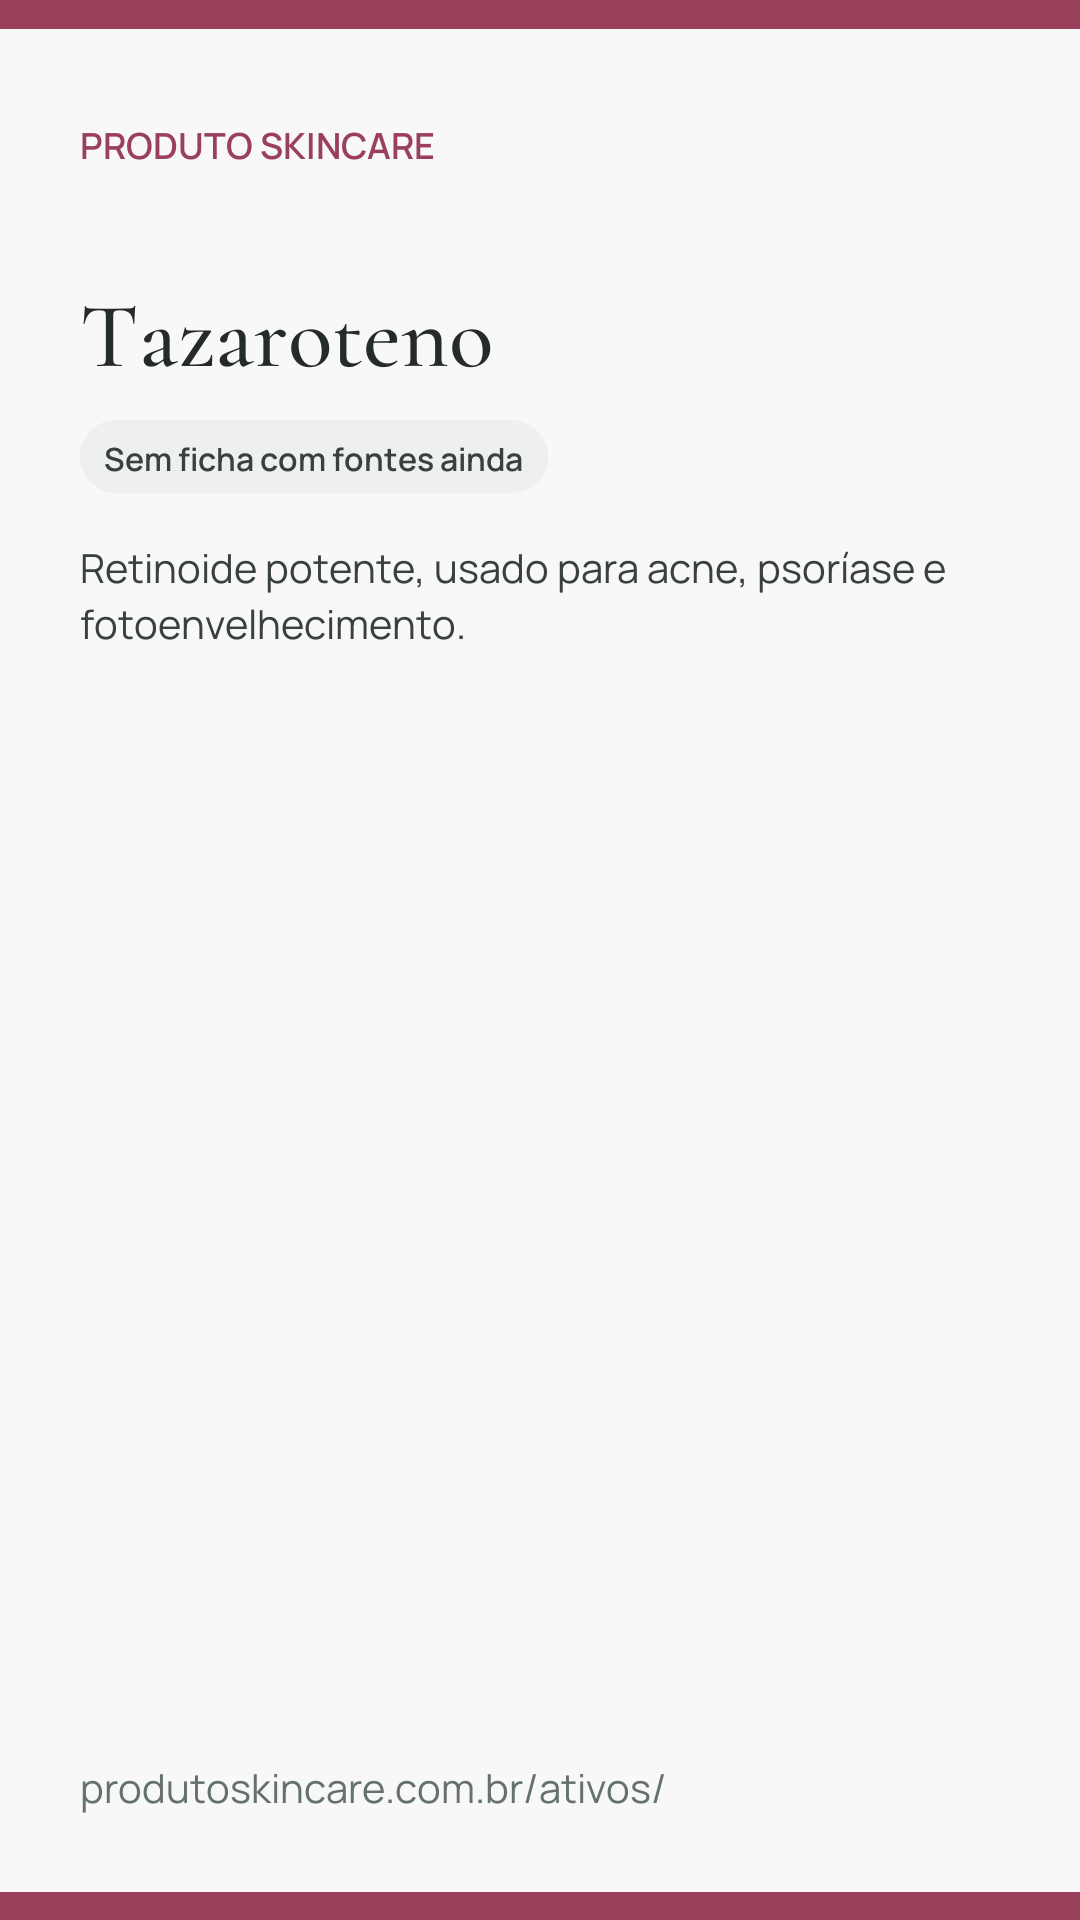 PRODUTO SKINCARE
Tazaroteno
Sem ficha com fontes ainda
Retinoide potente, usado para acne, psoríase e
fotoenvelhecimento.
produtoskincare.com.br/ativos/